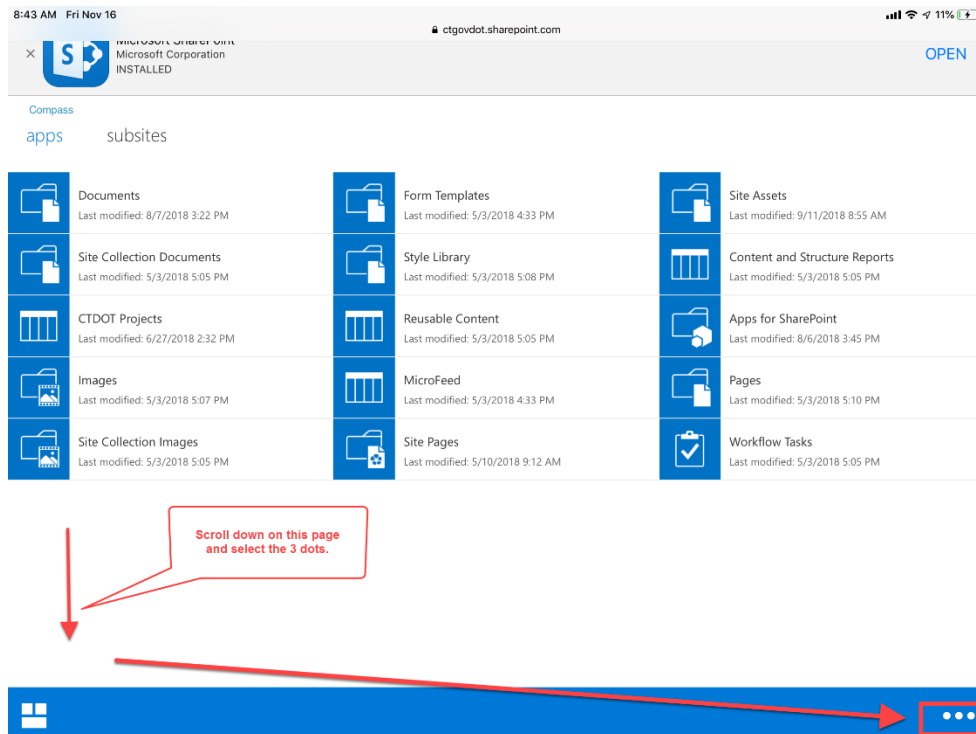 8:43 AM Fri Nov 16
11%
ctgovdot.sharepoint.com
Microsoft SharePoint
Microsoft Corporation
INSTALLED
OPEN
Compass
apps subsites
Documents
Last modified: 8/7/2018 3:22 PM
Form Templates
Last modified: 5/3/2018 4:33 PM
Site Assets
Last modified: 9/11/2018 8:55 AM
Site Collection Documents
Last modified: 5/3/2018 5:05 PM
Style Library
Last modified: 5/3/2018 5:08 PM
Content and Structure Reports
Last modified: 5/3/2018 5:05 PM
CTDOT Projects
Last modified: 6/27/2018 2:32 PM
Reusable Content
Last modified: 5/3/2018 5:05 PM
Apps for SharePoint
Last modified: 8/6/2018 3:45 PM
Images
Last modified: 5/3/2018 5:07 PM
MicroFeed
Last modified: 5/3/2018 4:33 PM
Pages
Last modified: 5/3/2018 5:10 PM
Site Collection Images
Last modified: 5/3/2018 5:05 PM
Site Pages
Last modified: 5/10/2018 9:12 AM
Workflow Tasks
Last modified: 5/3/2018 5:05 PM
Scroll down on this page
and select the 3 dots.